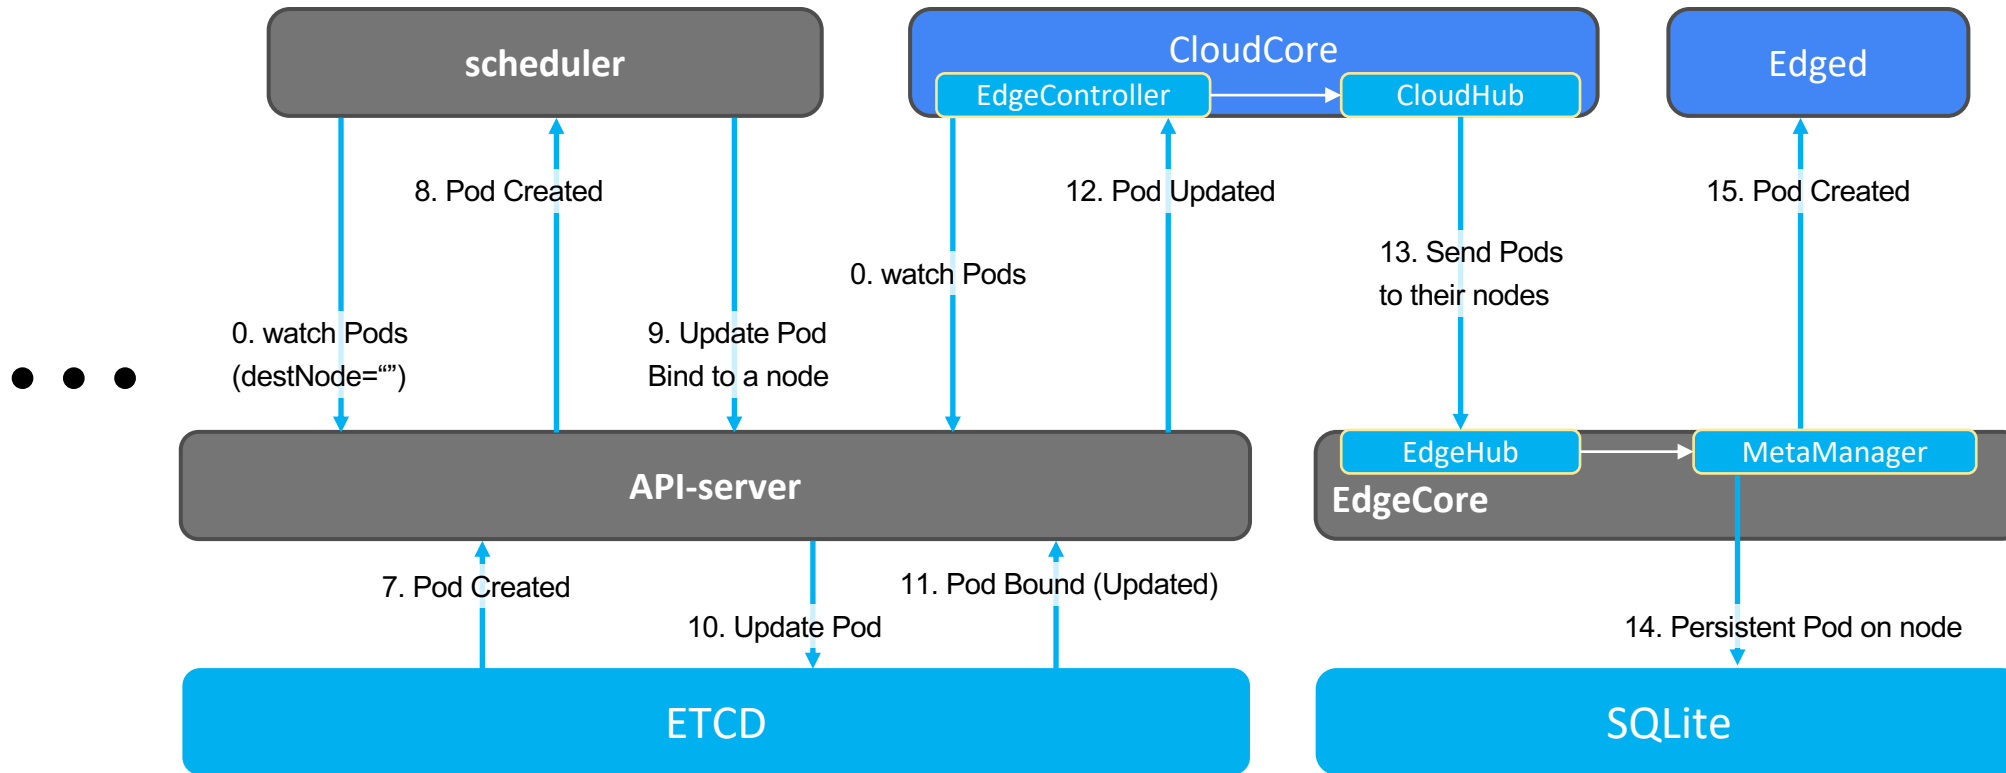 scheduler
CloudCore
EdgeController
CloudHub
Edged
8. Pod Created
12. Pod Updated
15. Pod Created
0. watch Pods
13. Send Pods
to their nodes
0. watch Pods
(destNode=“”)
9. Update Pod
Bind to a node
API-server
EdgeHub
MetaManager
EdgeCore
7. Pod Created
11. Pod Bound (Updated)
10. Update Pod
14. Persistent Pod on node
ETCD
SQLite